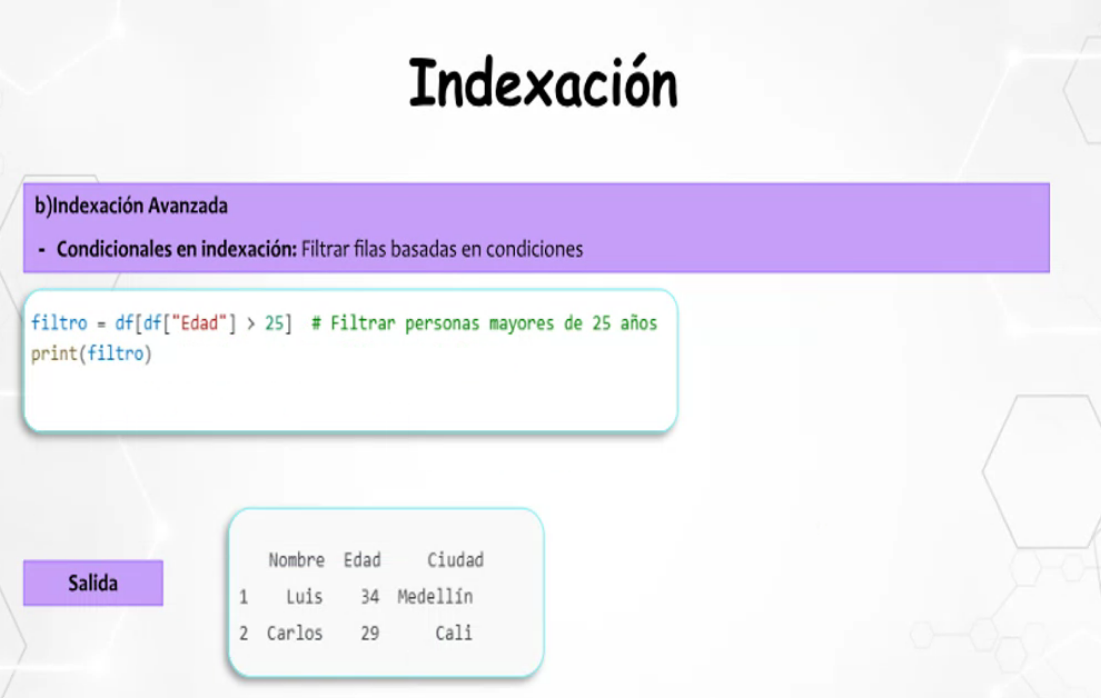 Indexación
b)Indexación Avanzada
- Condicionales en indexación: Filtrar filas basadas en condiciones
filtro = df[df["Edad"] > 25]  # Filtrar personas mayores de 25 años
print(filtro)
Nombre Edad Ciudad
Salida
1 Luis 34 Medellín
2 Carlos 29 Cali